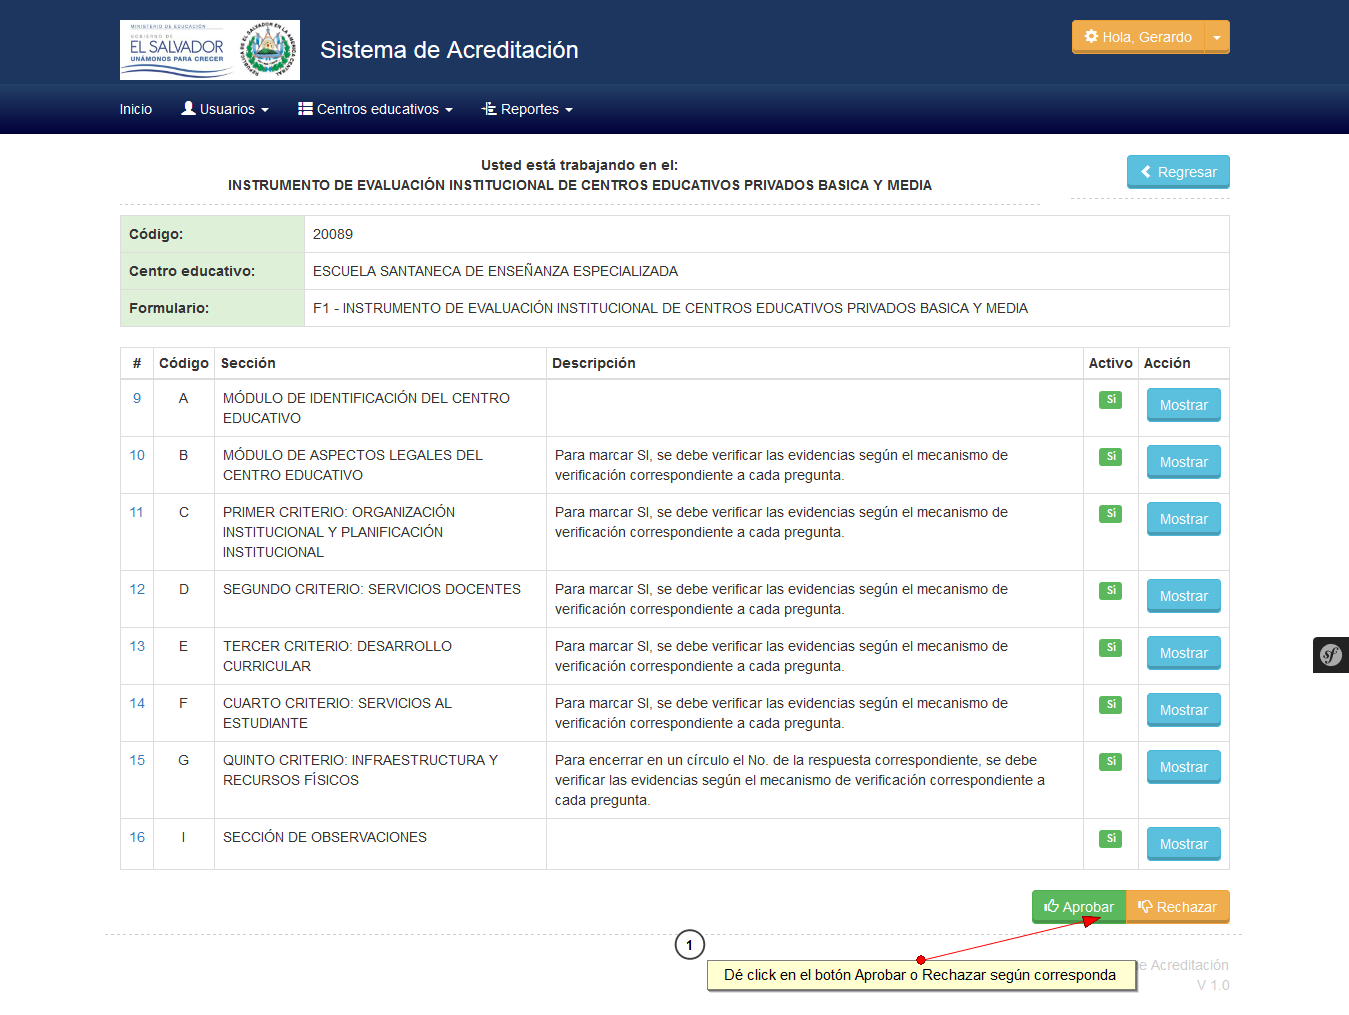 MINISTERIO DE EDUCACIÓN
GOBIERNO DE
EL SALVADOR
UNÁMONOS PARA CRECER
Sistema de Acreditación
Hola, Gerardo
Inicio Usuarios Centros educativos Reportes
Usted está trabajando en el:
INSTRUMENTO DE EVALUACIÓN INSTITUCIONAL DE CENTROS EDUCATIVOS PRIVADOS BASICA Y MEDIA
Regresar
Código: 20089
Centro educativo: ESCUELA SANTANECA DE ENSEÑANZA ESPECIALIZADA
Formulario: F1 - INSTRUMENTO DE EVALUACIÓN INSTITUCIONAL DE CENTROS EDUCATIVOS PRIVADOS BASICA Y MEDIA
# Código Sección Descripción Activo Acción
9 A MÓDULO DE IDENTIFICACIÓN DEL CENTRO Sí Mostrar
EDUCATIVO
10 B MÓDULO DE ASPECTOS LEGALES DEL Para marcar SI, se debe verificar las evidencias según el mecanismo de Sí Mostrar
CENTRO EDUCATIVO verificación correspondiente a cada pregunta.
11 C PRIMER CRITERIO: ORGANIZACIÓN Para marcar SI, se debe verificar las evidencias según el mecanismo de Sí Mostrar
INSTITUCIONAL Y PLANIFICACIÓN verificación correspondiente a cada pregunta.
INSTITUCIONAL
12 D SEGUNDO CRITERIO: SERVICIOS DOCENTES Para marcar SI, se debe verificar las evidencias según el mecanismo de Sí Mostrar
verificación correspondiente a cada pregunta.
13 E TERCER CRITERIO: DESARROLLO Para marcar SI, se debe verificar las evidencias según el mecanismo de Sí Mostrar
CURRICULAR verificación correspondiente a cada pregunta.
14 F CUARTO CRITERIO: SERVICIOS AL Para marcar SI, se debe verificar las evidencias según el mecanismo de Sí Mostrar
ESTUDIANTE verificación correspondiente a cada pregunta.
15 G QUINTO CRITERIO: INFRAESTRUCTURA Y Para encerrar en un círculo el No. de la respuesta correspondiente, se debe Sí Mostrar
RECURSOS FÍSICOS verificar las evidencias según el mecanismo de verificación correspondiente a
cada pregunta.
16 I SECCIÓN DE OBSERVACIONES Sí Mostrar
Aprobar Rechazar
1
Dé click en el botón Aprobar o Rechazar según corresponda
e Acreditación
V 1.0
sf